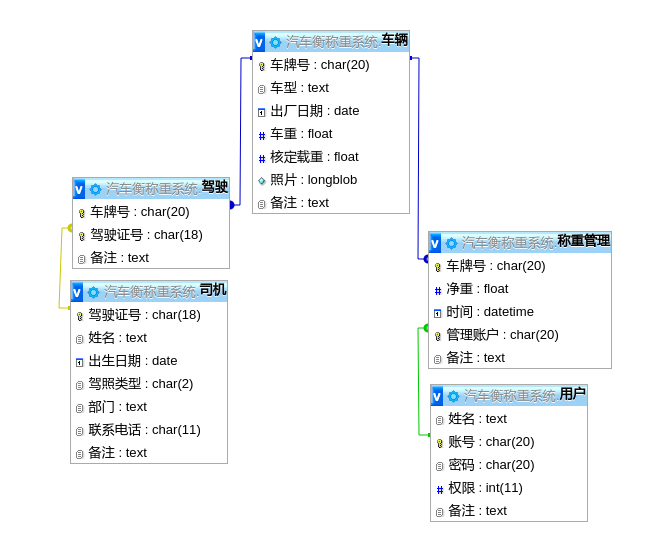 汽车衡称重系统 车辆
车牌号 : char(20)
车型 : text
出厂日期 : date
车重 : float
核定载重 : float
照片 : longblob
备注 : text
汽车衡称重系统 驾驶
车牌号 : char(20)
驾驶证号 : char(18)
备注 : text
汽车衡称重系统 司机
驾驶证号 : char(18)
姓名 : text
出生日期 : date
驾照类型 : char(2)
部门 : text
联系电话 : char(11)
备注 : text
汽车衡称重系统 称重管理
车牌号 : char(20)
净重 : float
时间 : datetime
管理账户 : char(20)
备注 : text
汽车衡称重系统 用户
姓名 : text
账号 : char(20)
密码 : char(20)
权限 : int(11)
备注 : text